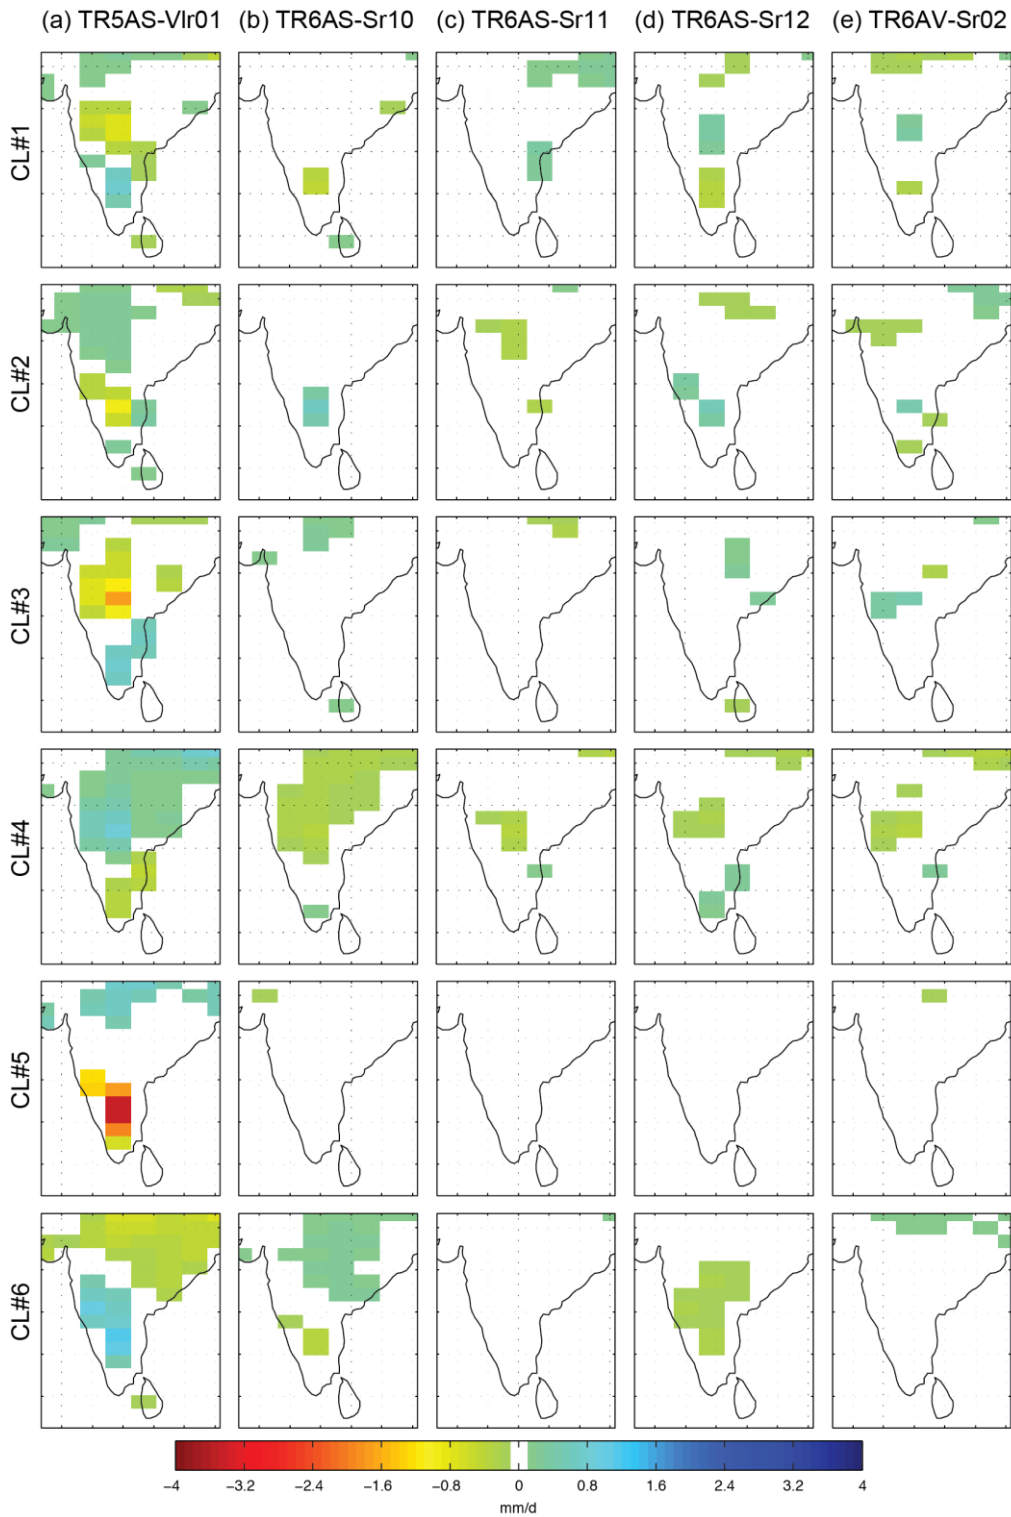 (a) TR5AS-Vlr01 (b) TR6AS-Sr10 (c) TR6AS-Sr11 (d) TR6AS-Sr12 (e) TR6AV-Sr02
CL#1
CL#2
CL#3
CL#4
CL#5
CL#6
−4 −3.2 −2.4 −1.6 −0.8 0 0.8 1.6 2.4 3.2 4
mm/d